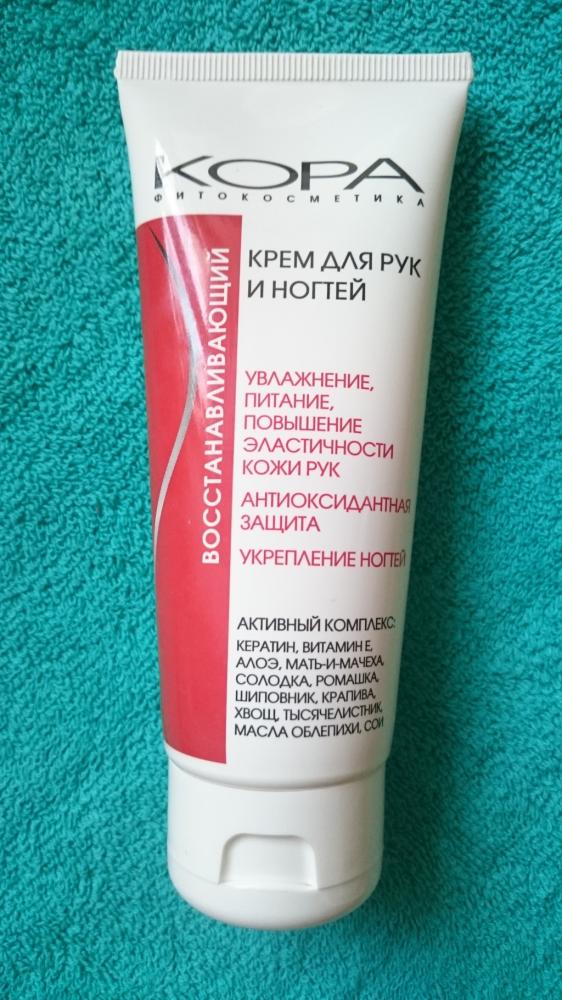 КОРА
ФИТОКОСМЕТИКА
ВОССТАНАВЛИВАЮЩИЙ
КРЕМ ДЛЯ РУК
И НОГТЕЙ
УВЛАЖНЕНИЕ,
ПИТАНИЕ,
ПОВЫШЕНИЕ
ЭЛАСТИЧНОСТИ
КОЖИ РУК
АНТИОКСИДАНТНАЯ
ЗАЩИТА
УКРЕПЛЕНИЕ НОГТЕЙ
АКТИВНЫЙ КОМПЛЕКС:
КЕРАТИН, ВИТАМИН Е,
АЛОЭ, МАТЬ-И-МАЧЕХА,
СОЛОДКА, РОМАШКА,
ШИПОВНИК, КРАПИВА,
ХВОЩ, ТЫСЯЧЕЛИСТНИК,
МАСЛА ОБЛЕПИХИ, СОИ